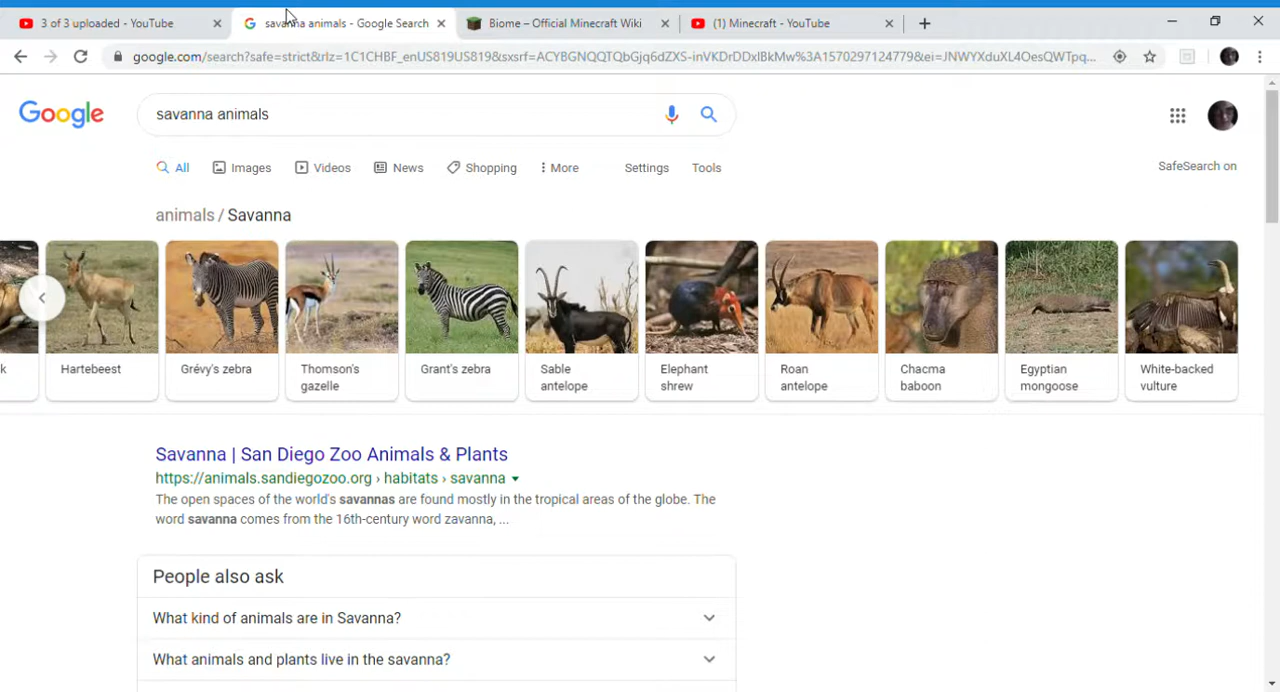 3 of 3 uploaded - YouTube
savanna animals - Google Search
Biome – Official Minecraft Wiki
(1) Minecraft - YouTube
google.com/search?safe=strict&rlz=1C1CHBF_enUS819US819&sxsrf=ACYBGNQQTQbGjq6dZXS-inVKDrDDxlBkMw%3A1570297124779&ei=JNWYXduXL4OesQWTpq...
Google
savanna animals
All
Images
Videos
News
Shopping
More
Settings
Tools
SafeSearch on
animals / Savanna
k
Hartebeest
Grévy's zebra
Thomson's
gazelle
Grant's zebra
Sable
antelope
Elephant
shrew
Roan
antelope
Chacma
baboon
Egyptian
mongoose
White-backed
vulture
Savanna | San Diego Zoo Animals & Plants
https://animals.sandiegozoo.org › habitats › savanna
The open spaces of the world's savannas are found mostly in the tropical areas of the globe. The
word savanna comes from the 16th-century word zavanna, ...
People also ask
What kind of animals are in Savanna?
What animals and plants live in the savanna?